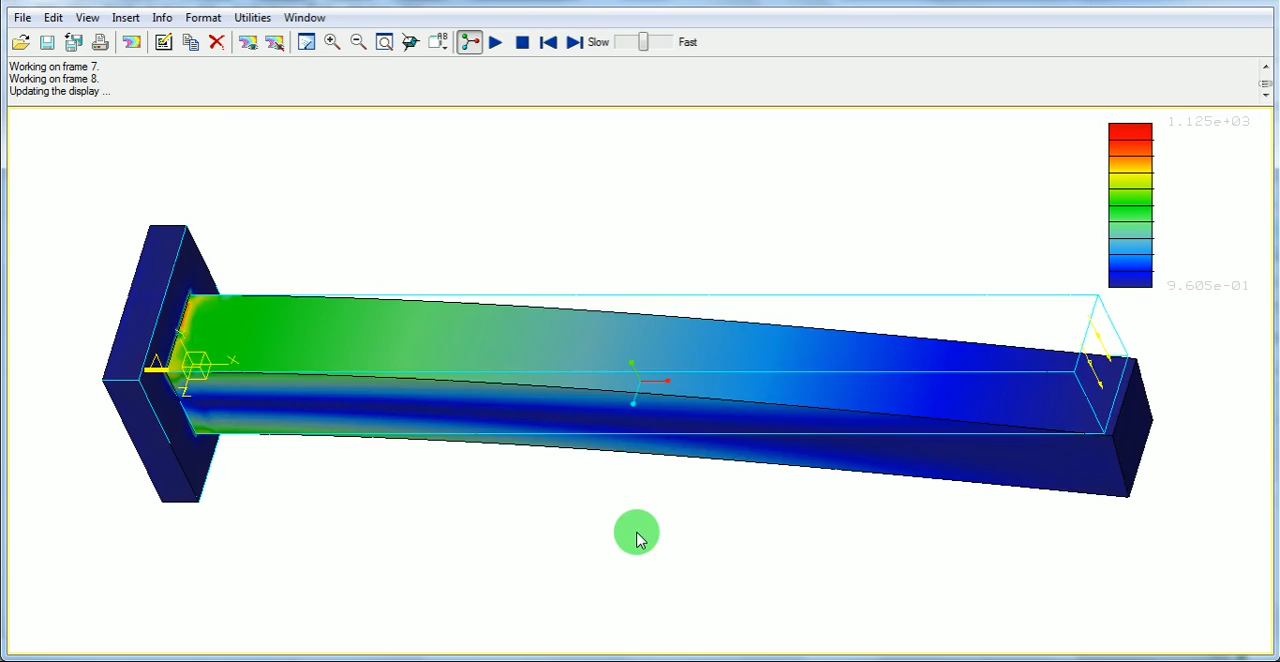 File Edit View Insert Info Format Utilities Window
Slow Fast
Working on frame 7.
Working on frame 8.
Updating the display ...
1.125e+03
9.605e-01
X
Z